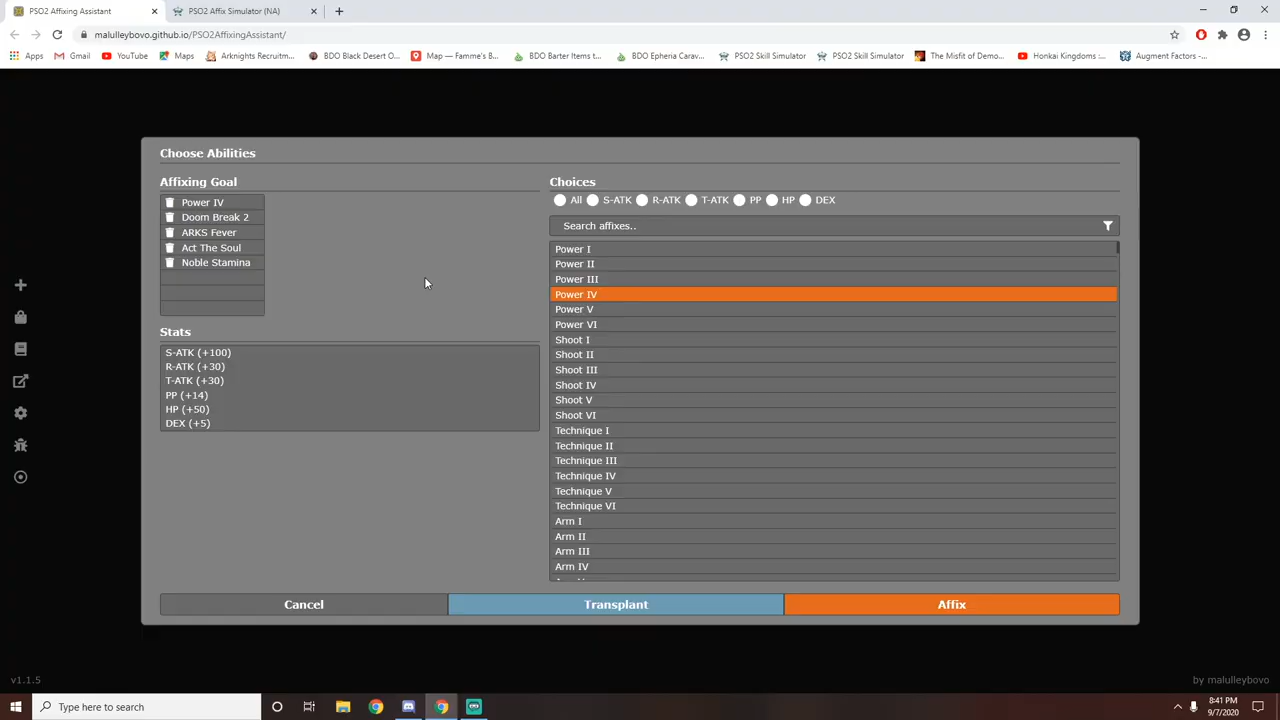 PSO2 Affixing Assistant
PSO2 Affix Simulator (NA)
malulleybovo.github.io/PSO2AffixingAssistant/
Apps
Gmail
YouTube
Maps
Arknights Recruitm...
BDO Black Desert O...
Map — Famme's B...
BDO Barter Items t...
BDO Epheria Carav...
PSO2 Skill Simulator
PSO2 Skill Simulator
The Misfit of Demo...
Honkai Kingdoms :...
Augment Factors -...
Choose Abilities
Affixing Goal
Power IV
Doom Break 2
ARKS Fever
Act The Soul
Noble Stamina
Stats
S-ATK (+100)
R-ATK (+30)
T-ATK (+30)
PP (+14)
HP (+50)
DEX (+5)
Choices
All S-ATK R-ATK T-ATK PP HP DEX
Search affixes..
Power I
Power II
Power III
Power IV
Power V
Power VI
Shoot I
Shoot II
Shoot III
Shoot IV
Shoot V
Shoot VI
Technique I
Technique II
Technique III
Technique IV
Technique V
Technique VI
Arm I
Arm II
Arm III
Arm IV
Cancel
Transplant
Affix
v1.1.5
by malulleybovo
Type here to search
8:41 PM
9/7/2020